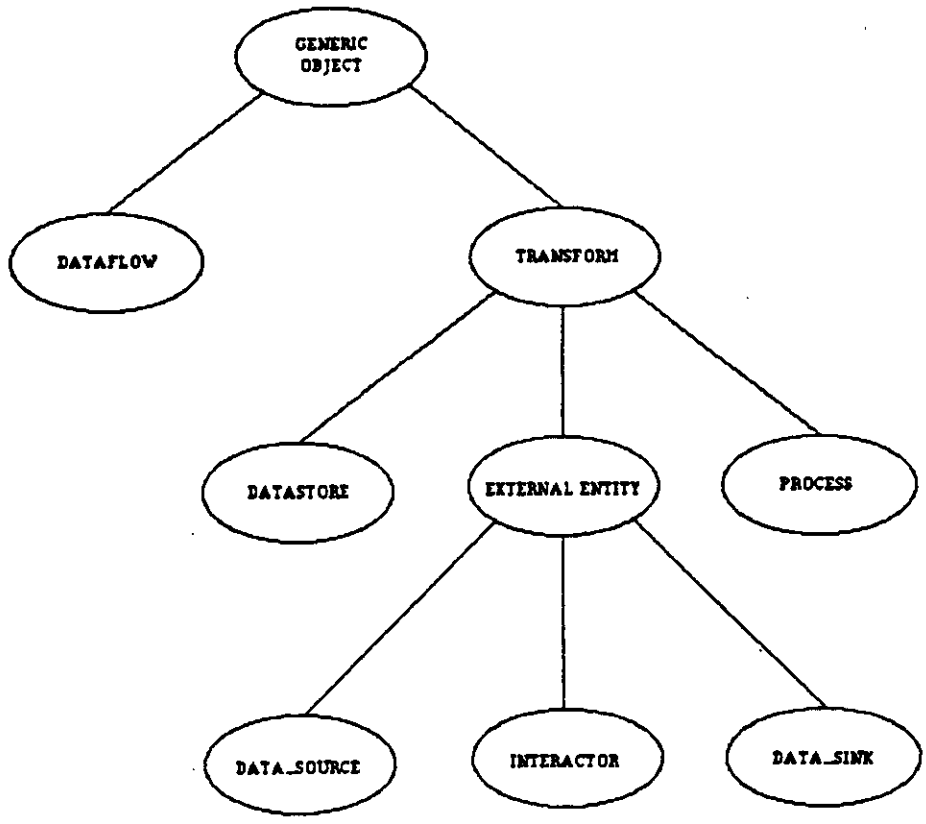 GENERIC
OBJECT
DATAFLOW
TRANSFORM
DATASTORE
EXTERNAL ENTITY
PROCESS
DATA_SOURCE
INTERACTOR
DATA_SINK